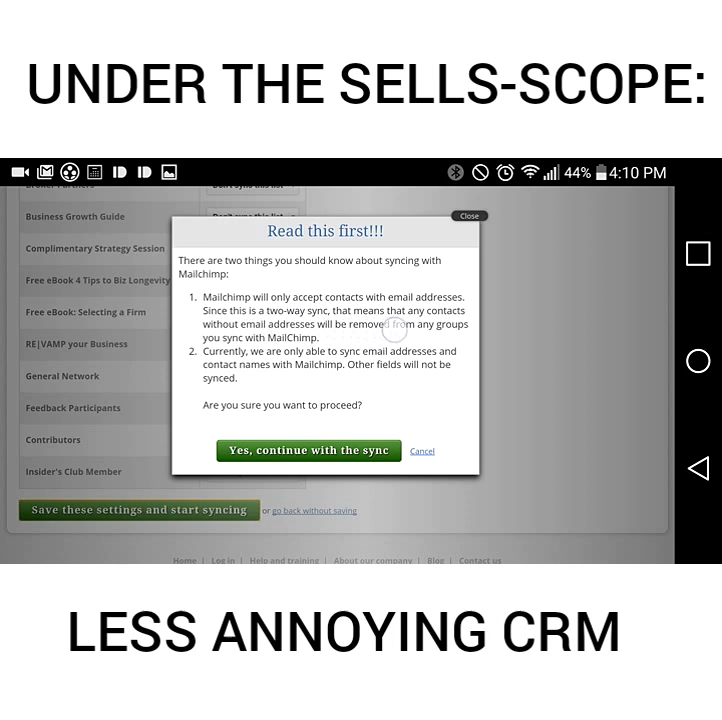 UNDER THE SELLS-SCOPE:
44% 4:10 PM
Business Growth Guide
Complimentary Strategy Session
Free eBook 4 Tips to Biz Longevity
Free eBook: Selecting a Firm
RE|VAMP your Business
General Network
Feedback Participants
Contributors
Insider's Club Member
Close
Read this first!!!
There are two things you should know about syncing with
Mailchimp:
1. Mailchimp will only accept contacts with email addresses.
Since this is a two-way sync, that means that any contacts
without email addresses will be removed from any groups
you sync with MailChimp.
2. Currently, we are only able to sync email addresses and
contact names with Mailchimp. Other fields will not be
synced.
Are you sure you want to proceed?
Yes, continue with the sync Cancel
Save these settings and start syncing or go back without saving
Home | Log in | Help and training | About our company | Blog | Contact us
LESS ANNOYING CRM